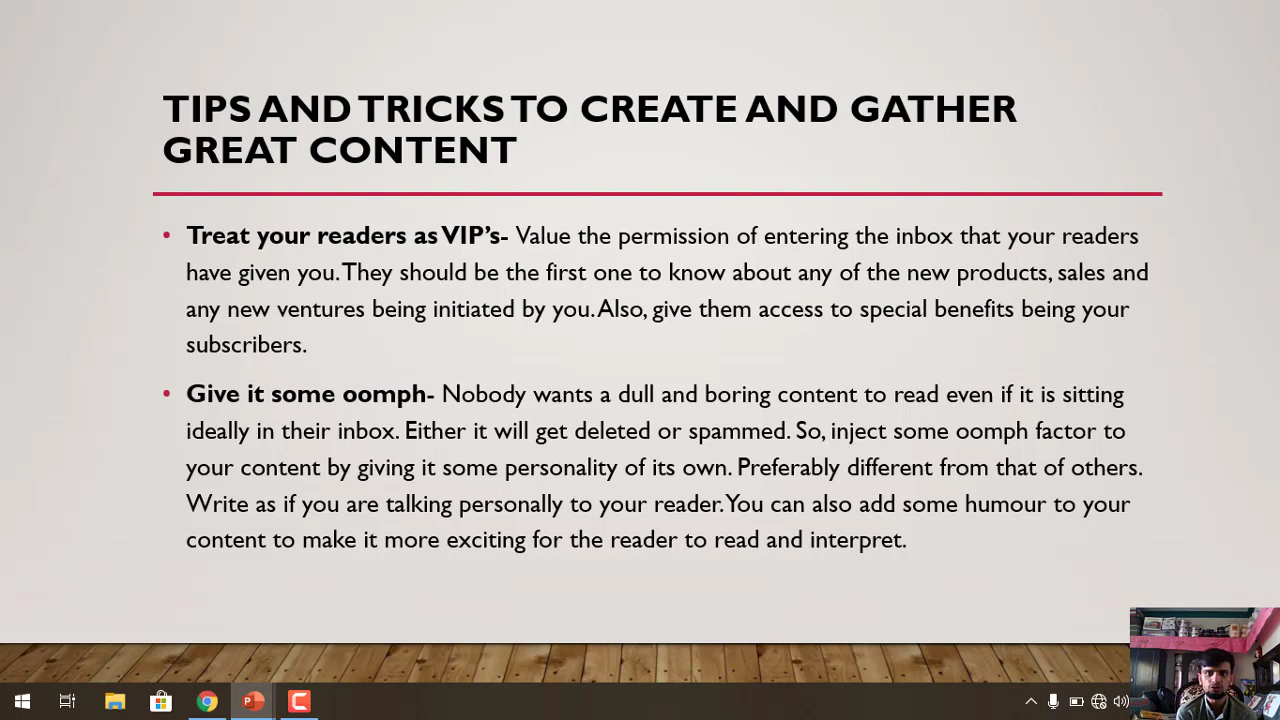 TIPS AND TRICKS TO CREATE AND GATHER
GREAT CONTENT
• Treat your readers as VIP's- Value the permission of entering the inbox that your readers
have given you. They should be the first one to know about any of the new products, sales and
any new ventures being initiated by you. Also, give them access to special benefits being your
subscribers.
• Give it some oomph- Nobody wants a dull and boring content to read even if it is sitting
ideally in their inbox. Either it will get deleted or spammed. So, inject some oomph factor to
your content by giving it some personality of its own. Preferably different from that of others.
Write as if you are talking personally to your reader. You can also add some humour to your
content to make it more exciting for the reader to read and interpret.